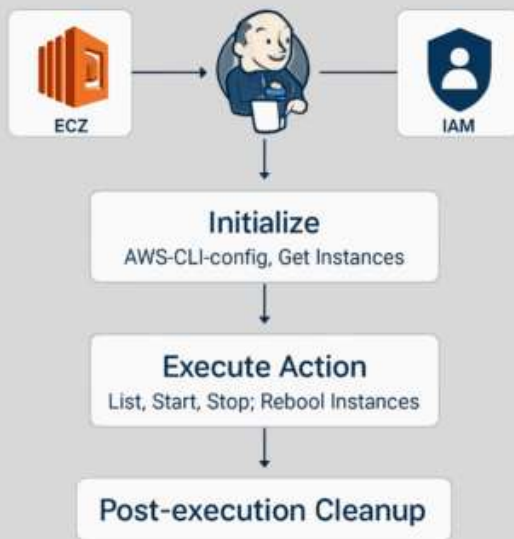 ECZ
IAM
Initialize
AWS-CLI-config, Get Instances
Execute Action
List, Start, Stop; Rebool Instances
Post-execution Cleanup